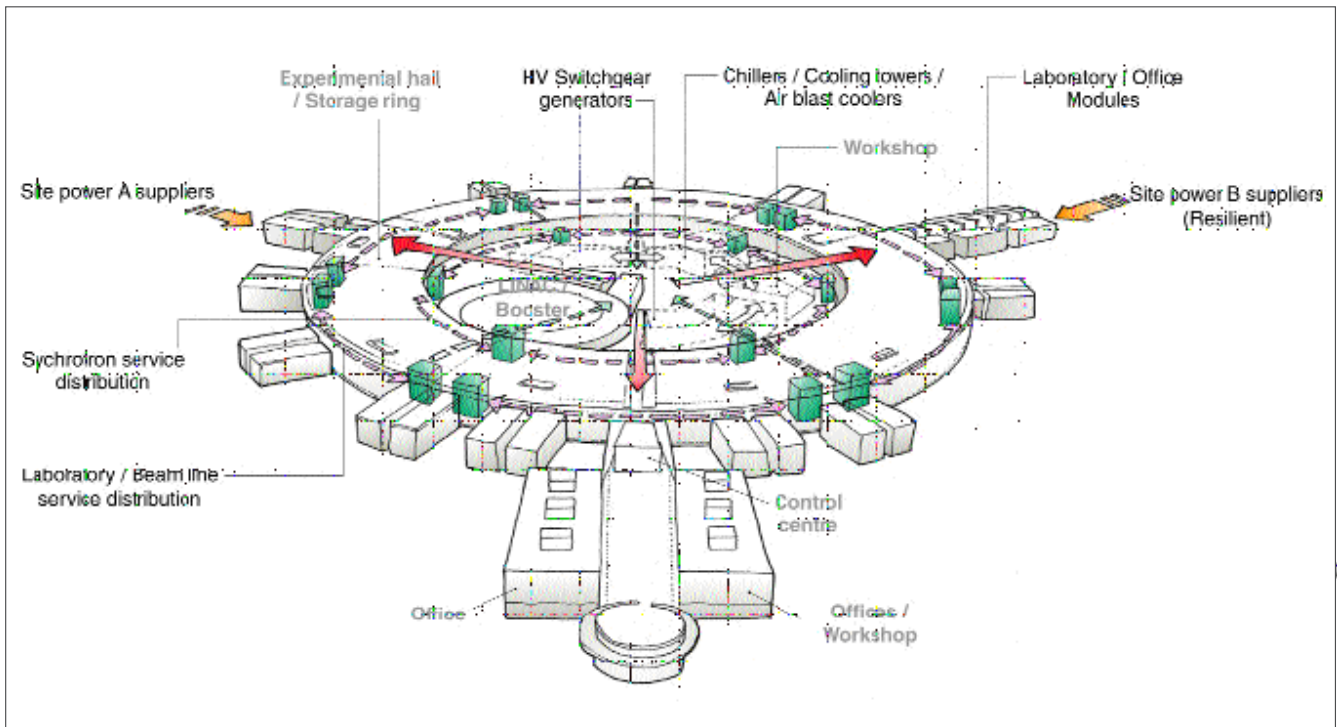 Experimental hall
/ Storage ring
HV Switchgear
generators
Chillers / Cooling towers /
Air blast coolers
Laboratory / Office
Modules
Workshop
Site power A suppliers
Site power B suppliers
(Resilient)
LINAC /
Booster
Sychrotron service
distribution
Laboratory / Beam line
service distribution
Control
centre
Office
Offices /
Workshop